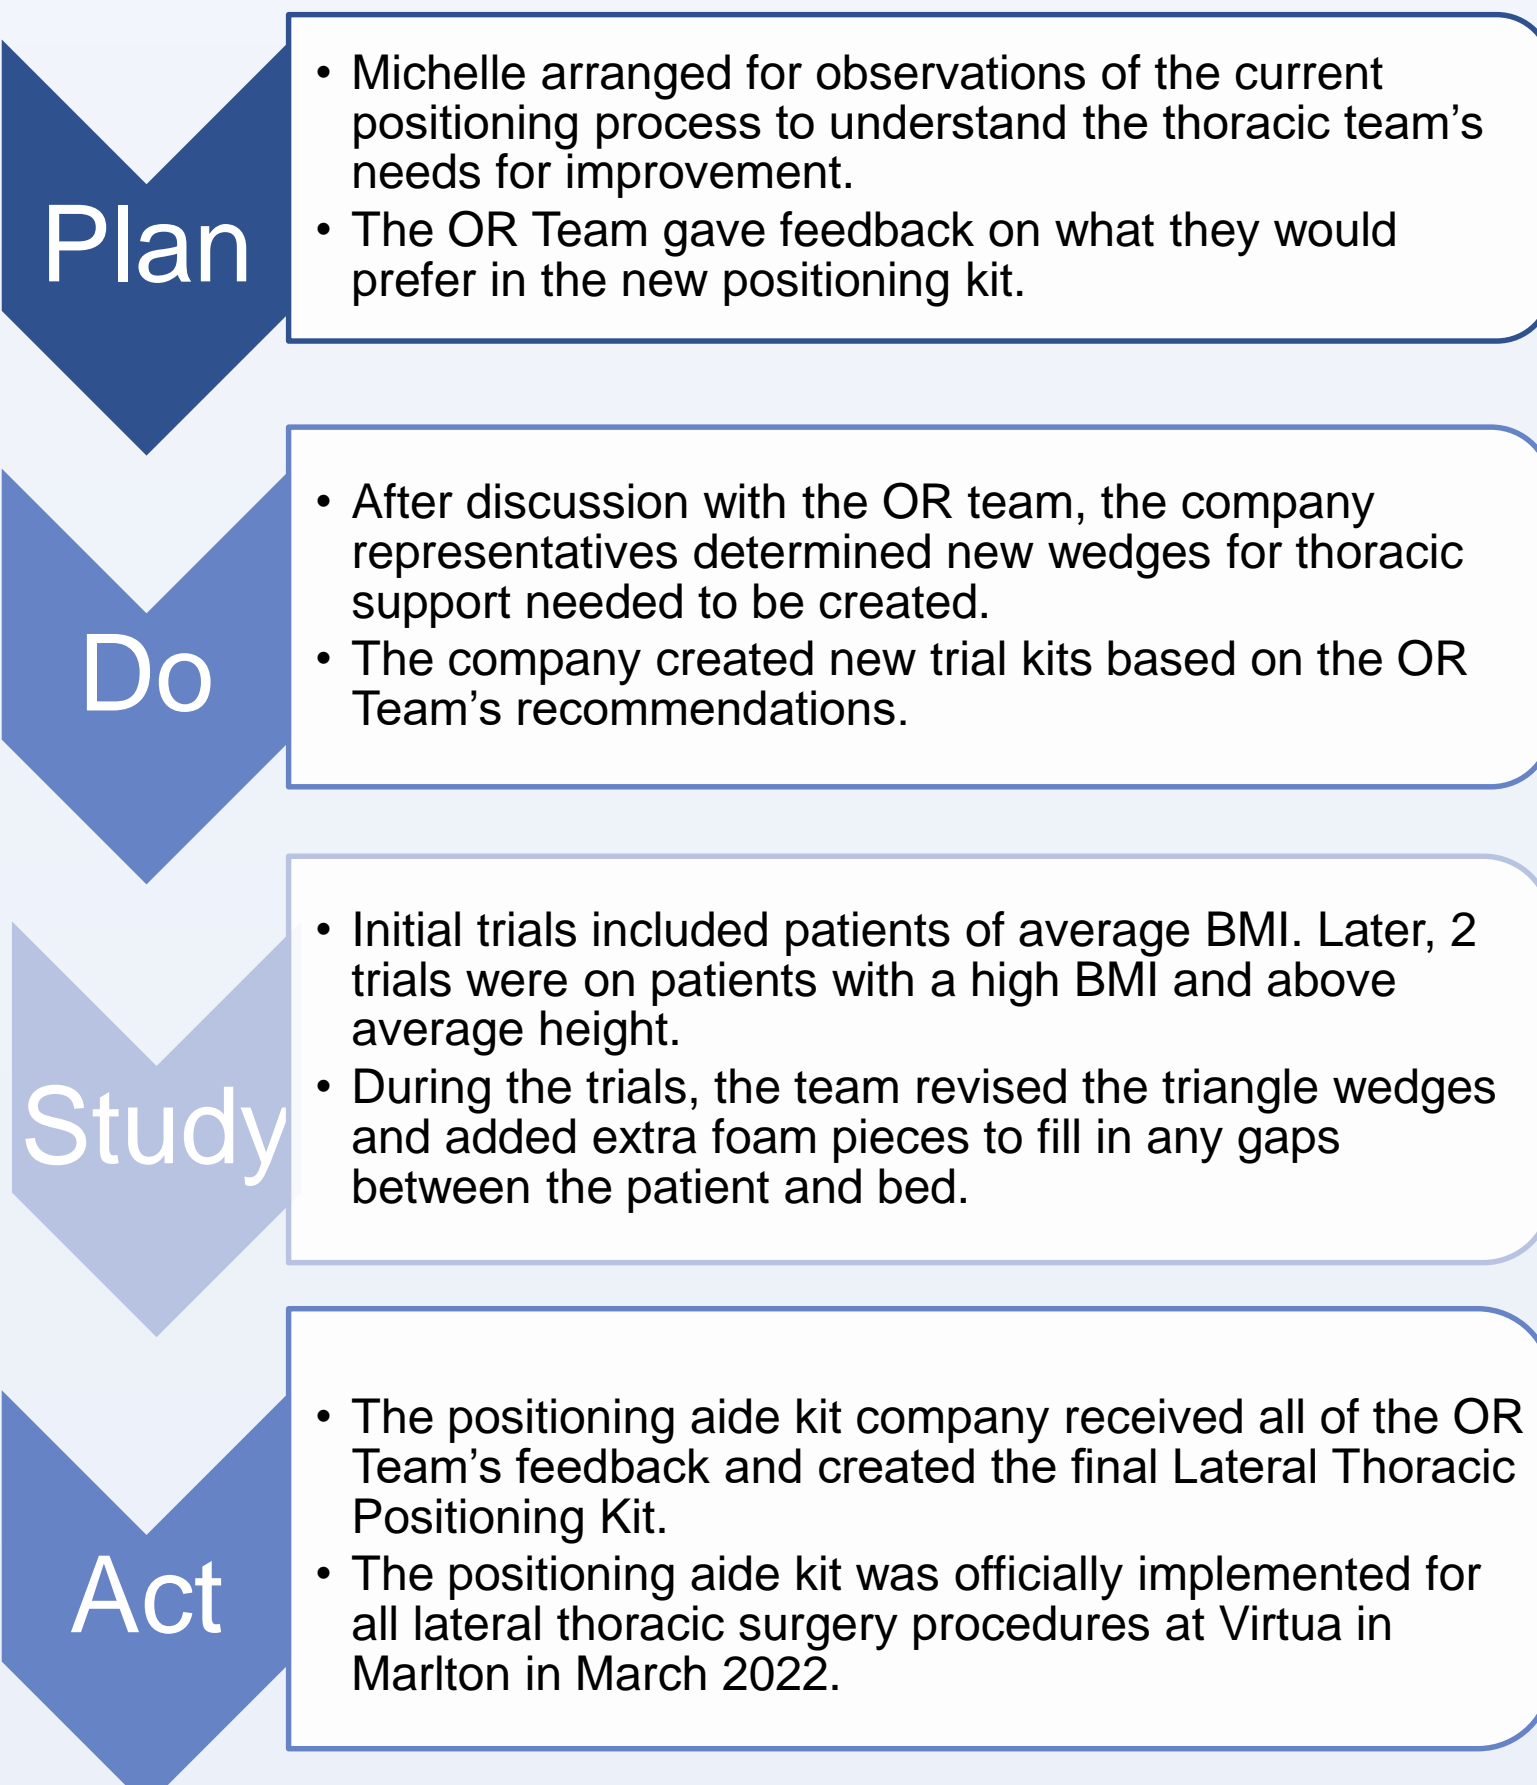 Plan
• Michelle arranged for observations of the current
positioning process to understand the thoracic team’s
needs for improvement.
• The OR Team gave feedback on what they would
prefer in the new positioning kit.
Do
• After discussion with the OR team, the company
representatives determined new wedges for thoracic
support needed to be created.
• The company created new trial kits based on the OR
Team’s recommendations.
Study
• Initial trials included patients of average BMI. Later, 2
trials were on patients with a high BMI and above
average height.
• During the trials, the team revised the triangle wedges
and added extra foam pieces to fill in any gaps
between the patient and bed.
Act
• The positioning aide kit company received all of the OR
Team’s feedback and created the final Lateral Thoracic
Positioning Kit.
• The positioning aide kit was officially implemented for
all lateral thoracic surgery procedures at Virtua in
Marlton in March 2022.